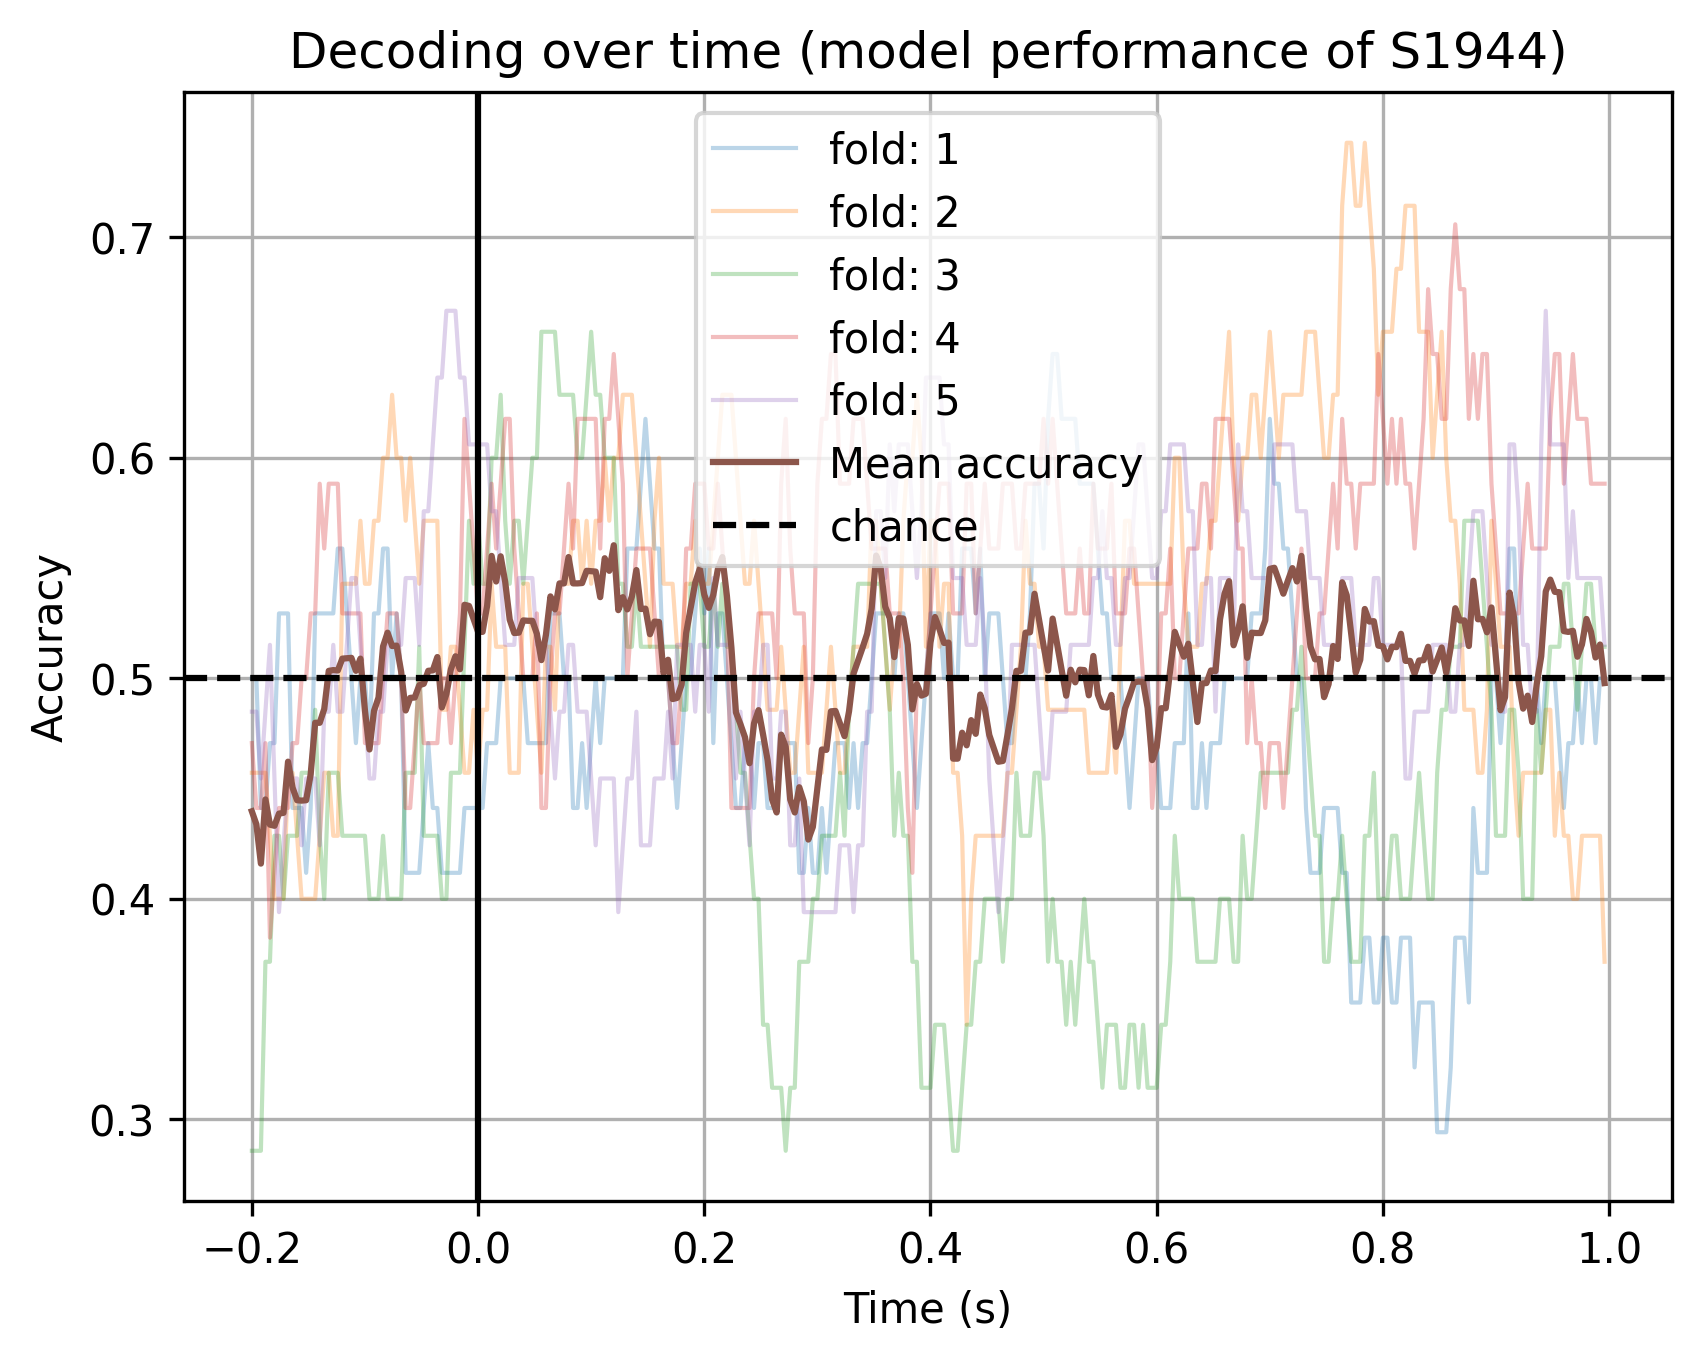 Decoding over time (model performance of S1944)
fold: 1
fold: 2
fold: 3
fold: 4
fold: 5
Mean accuracy
chance
0.7
0.6
0.5
0.4
0.3
Accuracy
−0.2 0.0 0.2 0.4 0.6 0.8 1.0
Time (s)